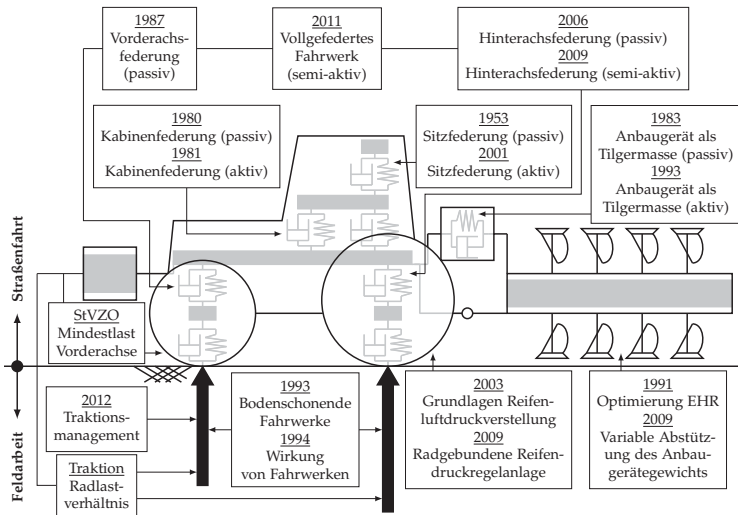 1987
Vorderachs-
federung
(passiv)
2011
Vollgefedertes
Fahrwerk
(semi-aktiv)
2006
Hinterachsfederung (passiv)
2009
Hinterachsfederung (semi-aktiv)
1980
Kabinenfederung (passiv)
1981
Kabinenfederung (aktiv)
1953
Sitzfederung (passiv)
2001
Sitzfederung (aktiv)
1983
Anbaugerät als
Tilgermasse (passiv)
1993
Anbaugerät als
Tilgermasse (aktiv)
Straßenfahrt
StVZO
Mindestlast
Vorderachse
Feldarbeit
2012
Traktions-
management
Traktion
Radlast-
verhältnis
1993
Bodenschonende
Fahrwerke
1994
Wirkung
von Fahrwerken
2003
Grundlagen Reifen-
luftdruckverstellung
2009
Radgebundene Reifen-
druckregelanlage
1991
Optimierung EHR
2009
Variable Abstütz-
ung des Anbau-
gerätegewichts